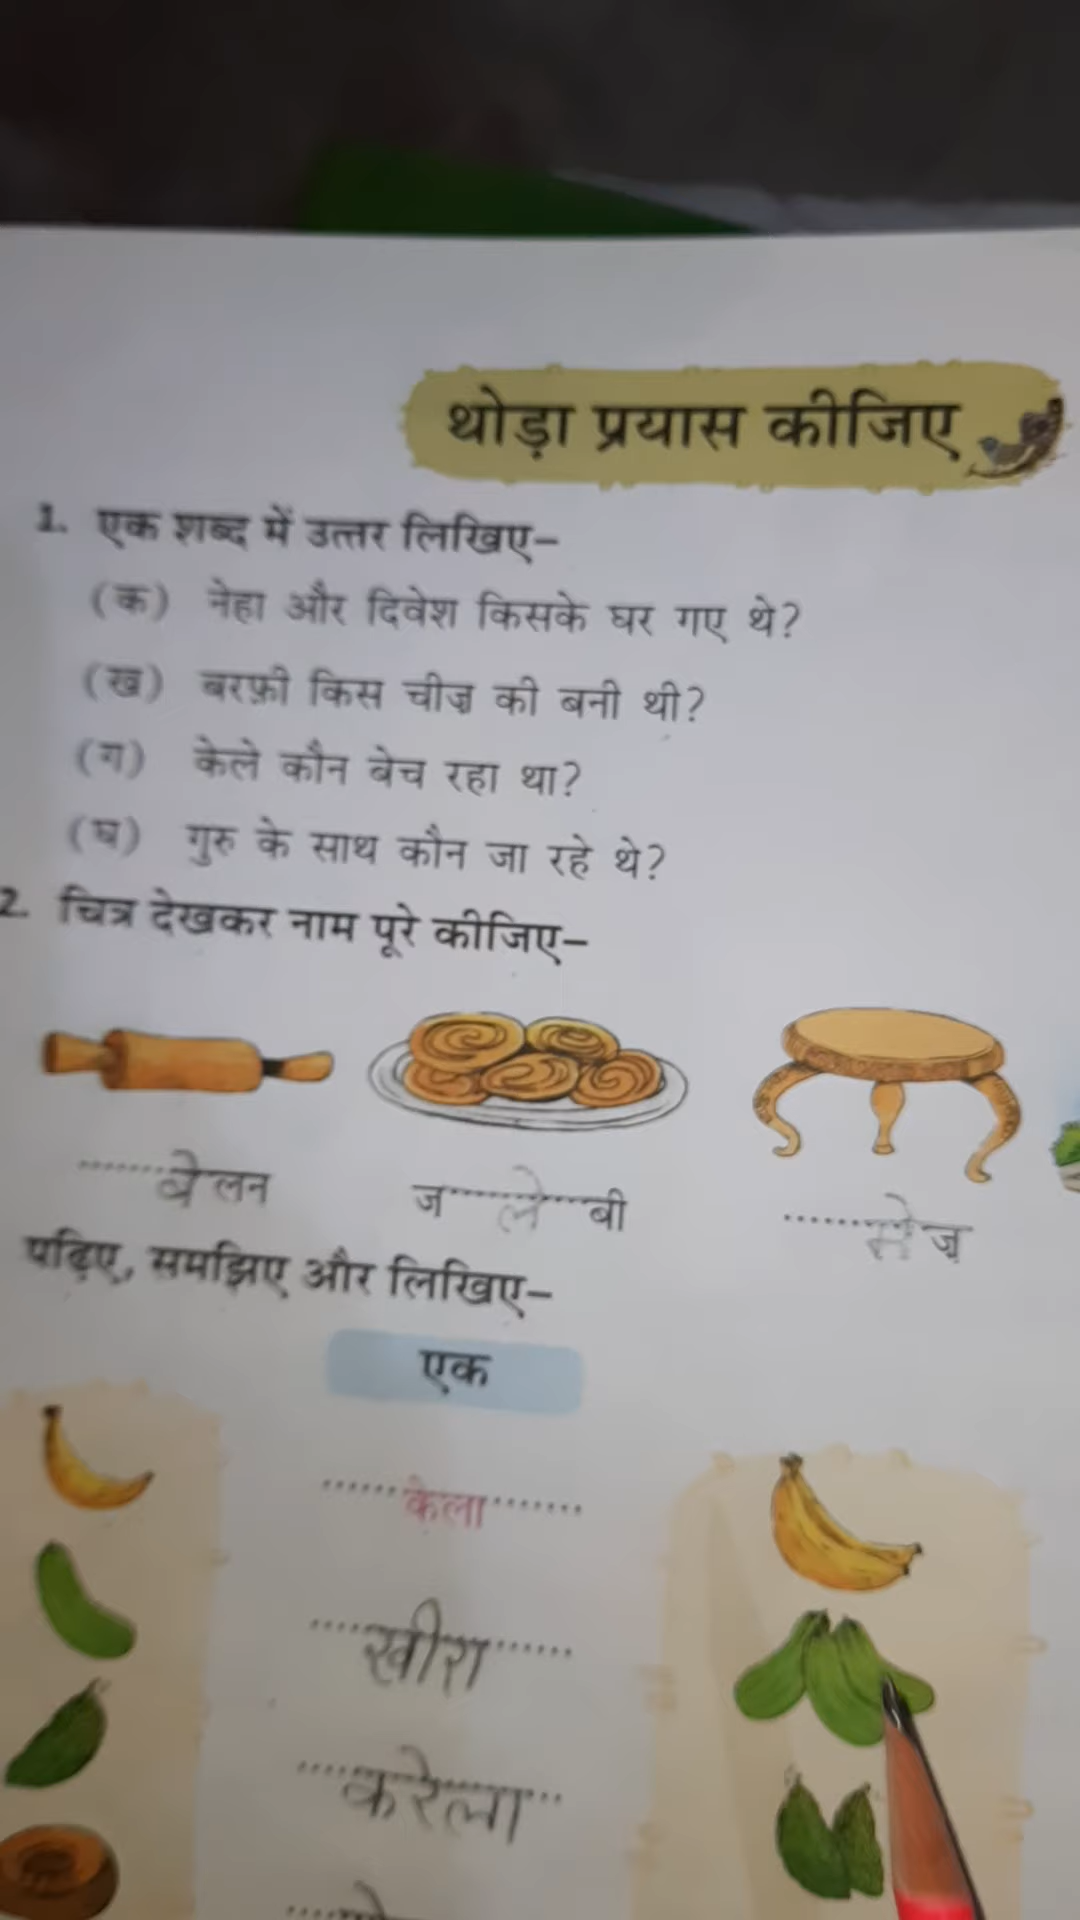 थोड़ा प्रयास कीजिए
1. एक शब्द में उत्तर लिखिए–
(क) नेहा और दिवेश किसके घर गए थे?
(ख) बरफ़ी किस चीज़ की बनी थी?
(ग) केले कौन बेच रहा था?
(घ) गुरु के साथ कौन जा रहे थे?
2. चित्र देखकर नाम पूरे कीजिए–
बेलन जलेबी मेज़
पढ़िए, समझिए और लिखिए–
एक
केला
खीरा
करेला